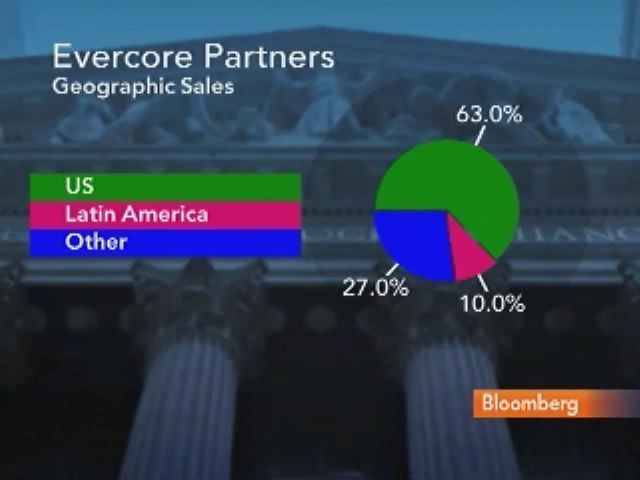 Evercore Partners
Geographic Sales
63.0%
US
Latin America
Other
27.0%
10.0%
Bloomberg